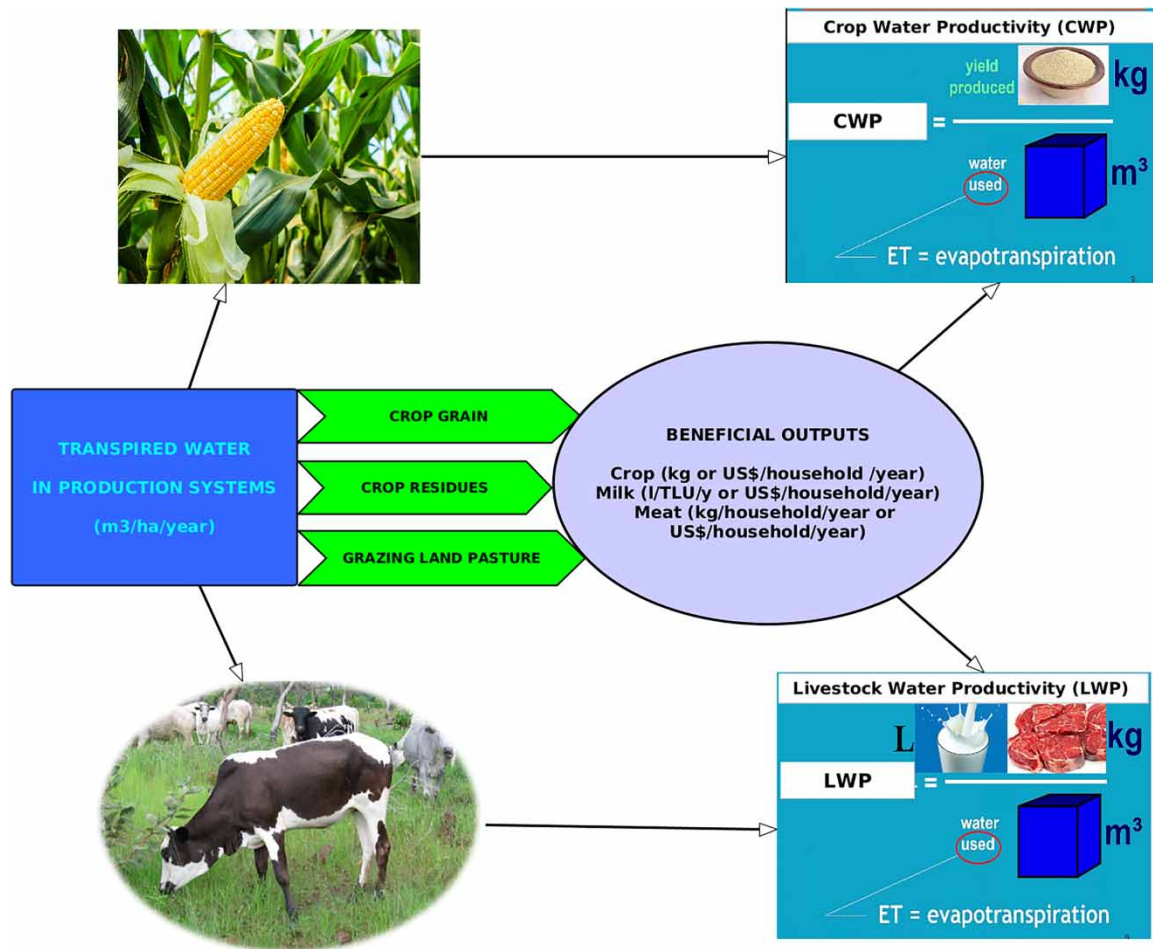 Crop Water Productivity (CWP)
yield
produced
kg
CWP
=
water
used
m³
ET = evapotranspiration
TRANSPIRED WATER
IN PRODUCTION SYSTEMS
(m3/ha/year)
CROP GRAIN
CROP RESIDUES
GRAZING LAND PASTURE
BENEFICIAL OUTPUTS
Crop (kg or US$/household /year)
Milk (l/TLU/y or US$/household/year)
Meat (kg/household/year or
US$/household/year)
Livestock Water Productivity (LWP)
L
kg
LWP
=
water
used
m³
ET = evapotranspiration